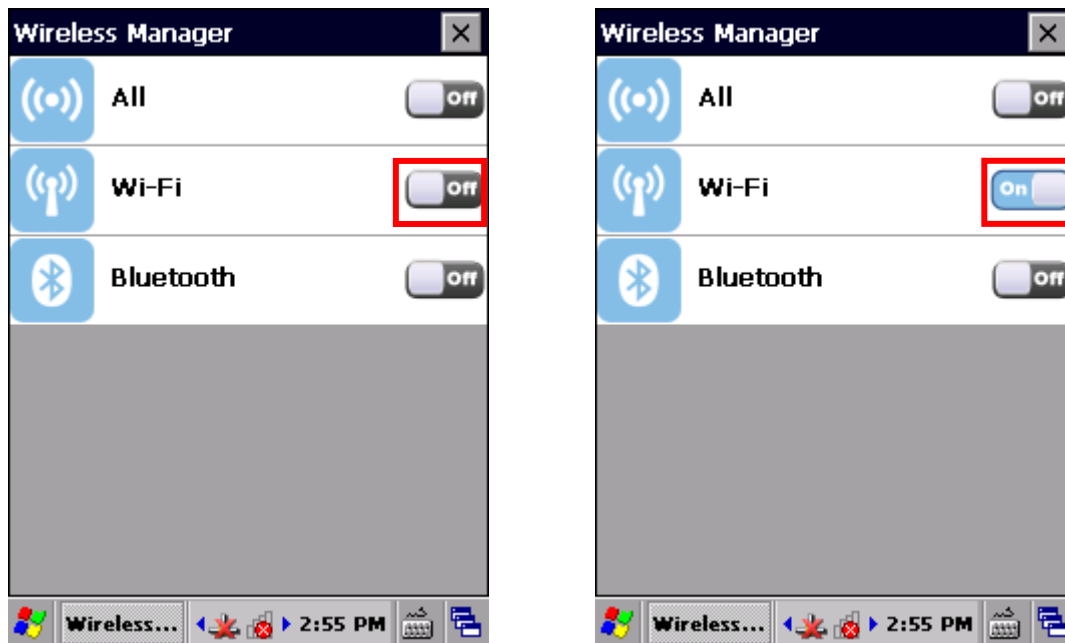 Wireless Manager
All
Off
Wi-Fi
Off
Bluetooth
Off
Wireless... 2:55 PM
Wireless Manager
All
Off
Wi-Fi
On
Bluetooth
Off
Wireless... 2:55 PM